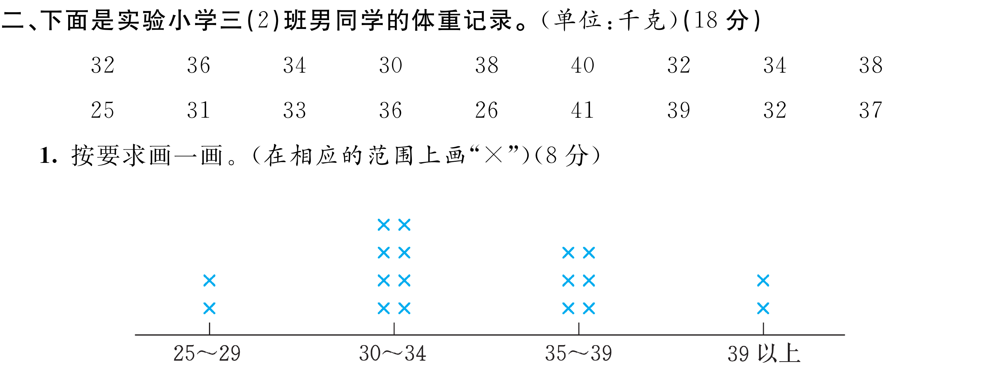 二、下面是实验小学三(2)班男同学的体重记录。(单位:千克)(18分)
32 36 34 30 38 40 32 34 38
25 31 33 36 26 41 39 32 37
1. 按要求画一画。(在相应的范围上画“×”)(8分)
× ×
× × × ×
× × × × × ×
× × × × × ×
25～29 30～34 35～39 39以上